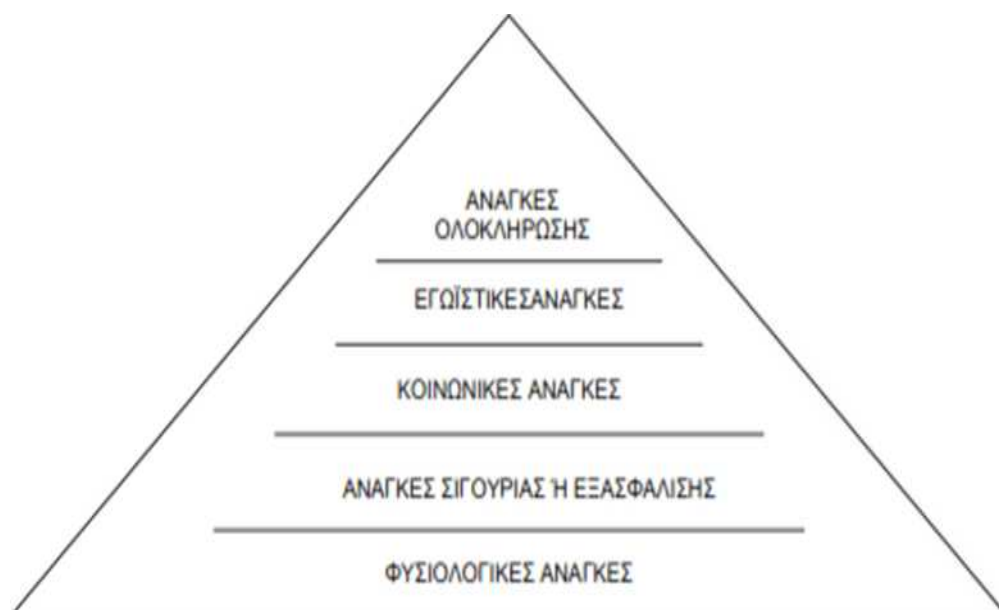 ΑΝΑΓΚΕΣ
ΟΛΟΚΛΗΡΩΣΗΣ
ΕΓΩΪΣΤΙΚΕΣΑΝΑΓΚΕΣ
ΚΟΙΝΩΝΙΚΕΣ ΑΝΑΓΚΕΣ
ΑΝΑΓΚΕΣ ΣΙΓΟΥΡΙΑΣ Ή ΕΞΑΣΦΑΛΙΣΗΣ
ΦΥΣΙΟΛΟΓΙΚΕΣ ΑΝΑΓΚΕΣ